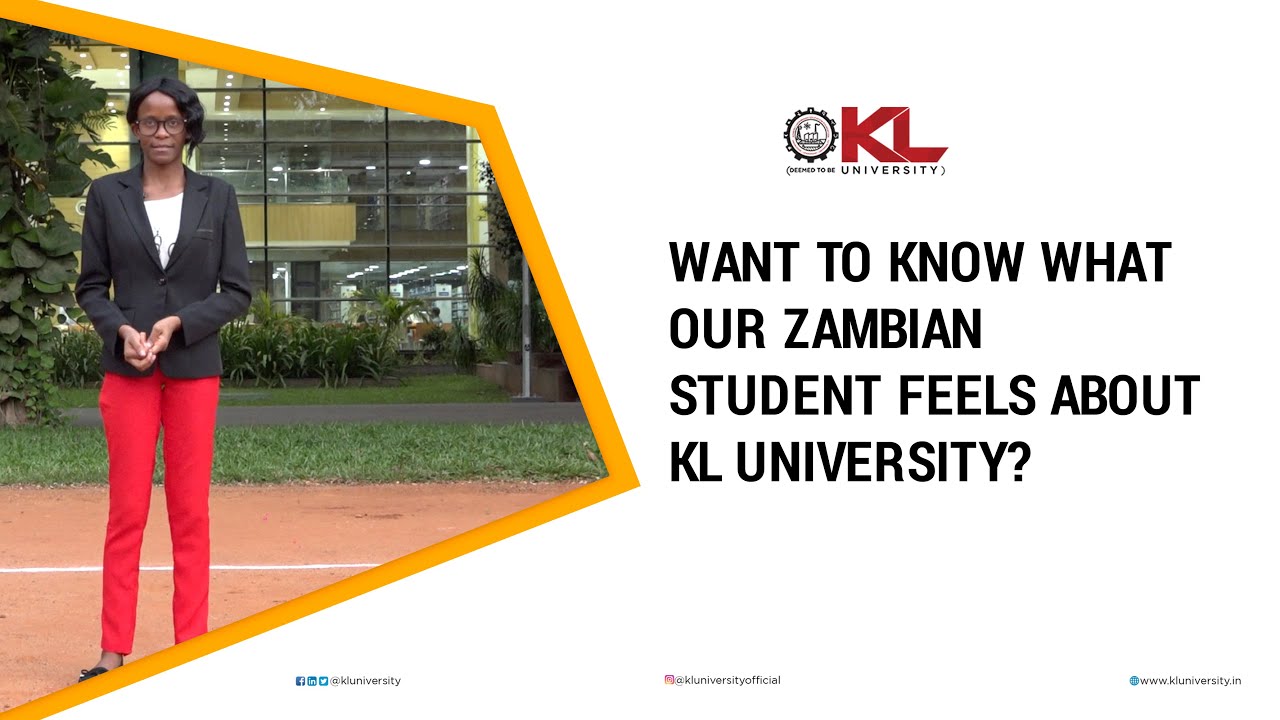 KL
(DEEMED TO BE UNIVERSITY)
WANT TO KNOW WHAT
OUR ZAMBIAN
STUDENT FEELS ABOUT
KL UNIVERSITY?
@kluniversity
@kluniversityofficial
www.kluniversity.in